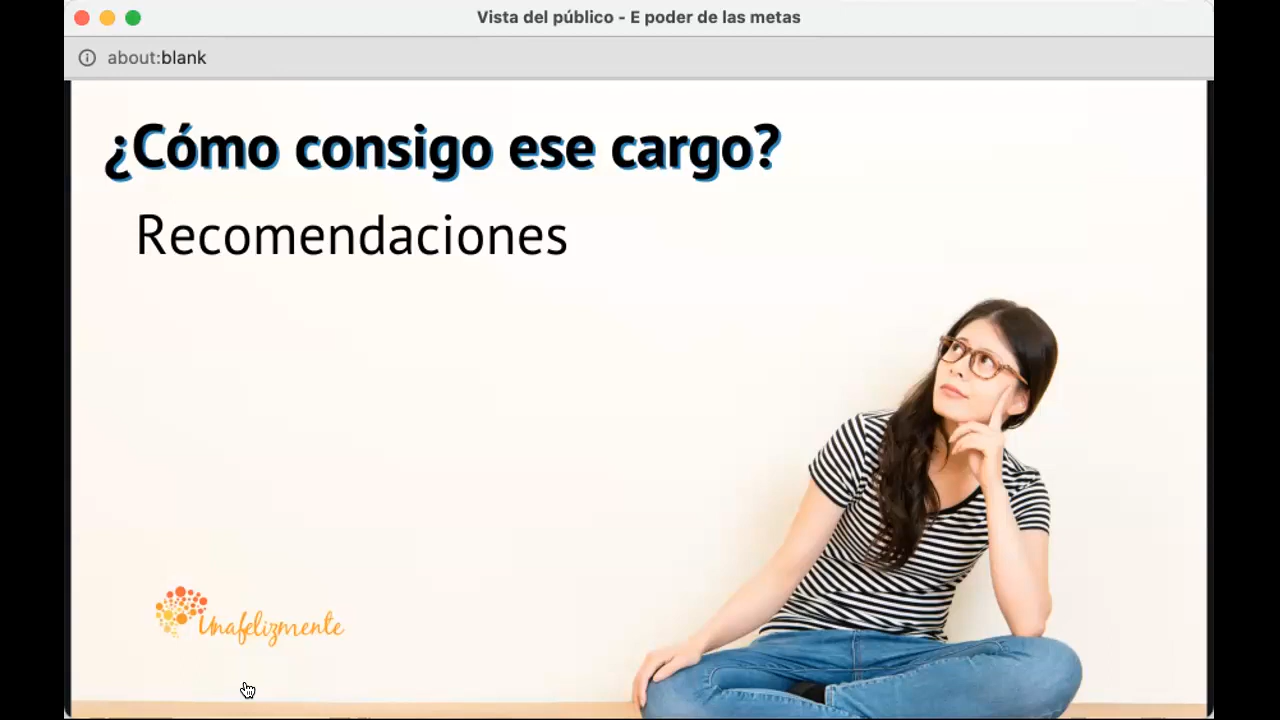 Vista del público - E poder de las metas
about:blank
¿Cómo consigo ese cargo?
Recomendaciones
Unafelizmente